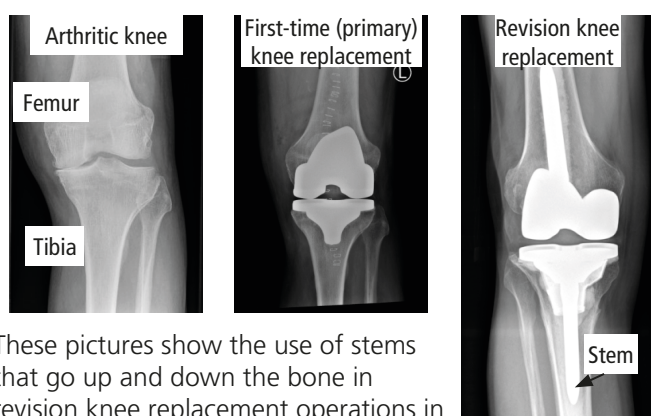 Arthritic knee
Femur
Tibia
First-time (primary)
knee replacement
L
Revision knee
replacement
Stem
These pictures show the use of stems
that go up and down the bone in
revision knee replacement operations in